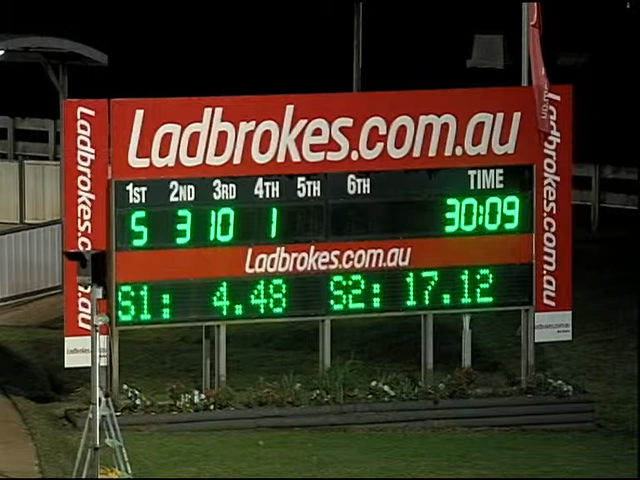 Ladbrokes.com.au
1ST 2ND 3RD 4TH 5TH 6TH TIME
5 3 10 1 30:09
Ladbrokes.com.au
S1: 4.48 S2: 17.12
Ladbrokes.c
.au
Ladbrokes.com.au